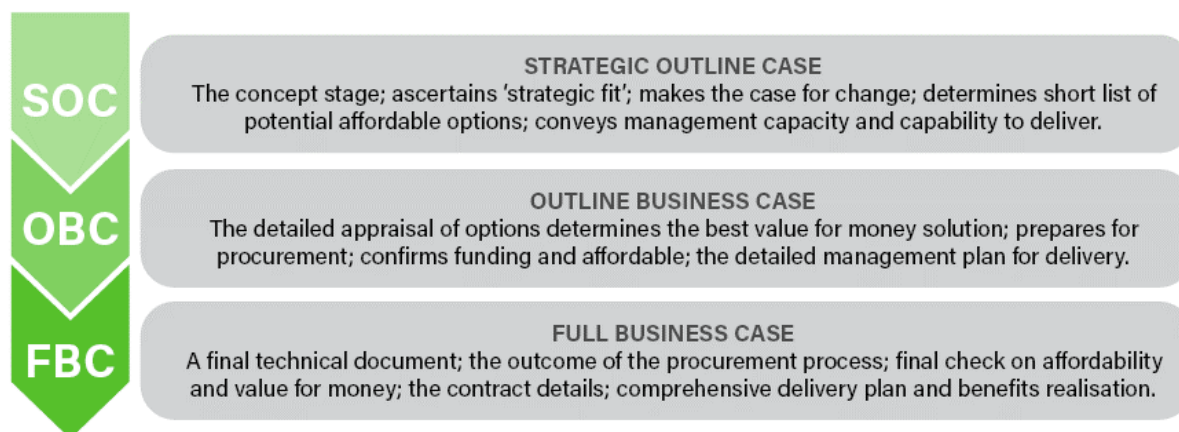 SOC
STRATEGIC OUTLINE CASE
The concept stage; ascertains ‘strategic fit’; makes the case for change; determines short list of
potential affordable options; conveys management capacity and capability to deliver.
OBC
OUTLINE BUSINESS CASE
The detailed appraisal of options determines the best value for money solution; prepares for
procurement; confirms funding and affordable; the detailed management plan for delivery.
FBC
FULL BUSINESS CASE
A final technical document; the outcome of the procurement process; final check on affordability
and value for money; the contract details; comprehensive delivery plan and benefits realisation.